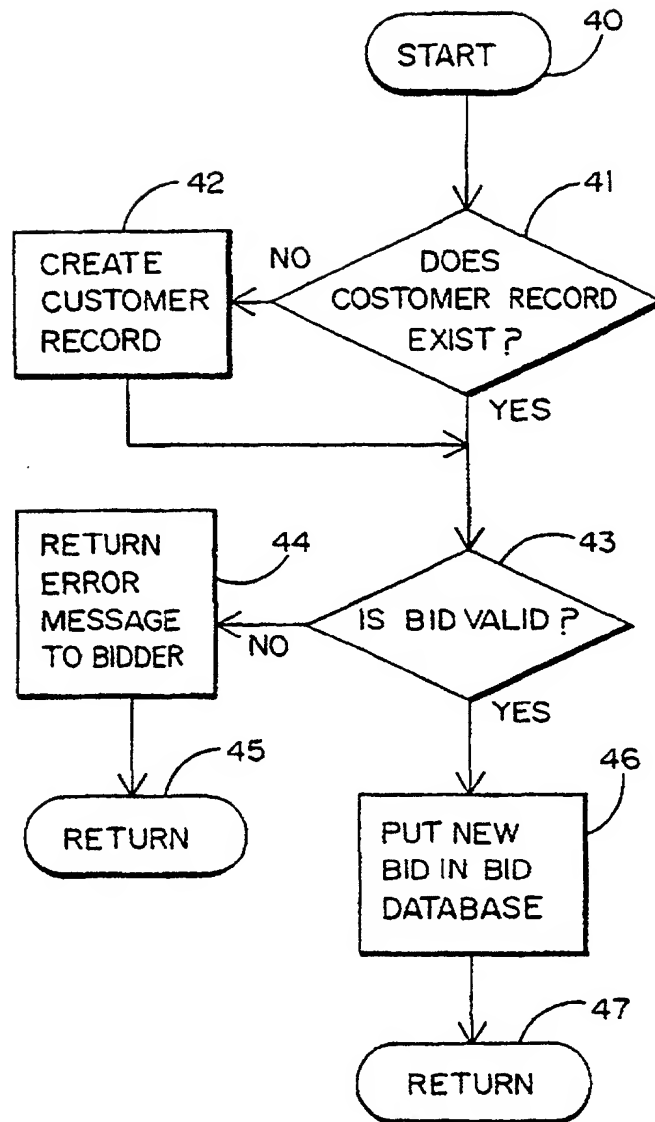 START
40
42
41
CREATE
CUSTOMER
RECORD
NO
DOES
COSTOMER RECORD
EXIST?
YES
RETURN
ERROR
MESSAGE
TO BIDDER
44
43
IS BID VALID?
NO
YES
45
RETURN
46
PUT NEW
BID IN BID
DATABASE
47
RETURN